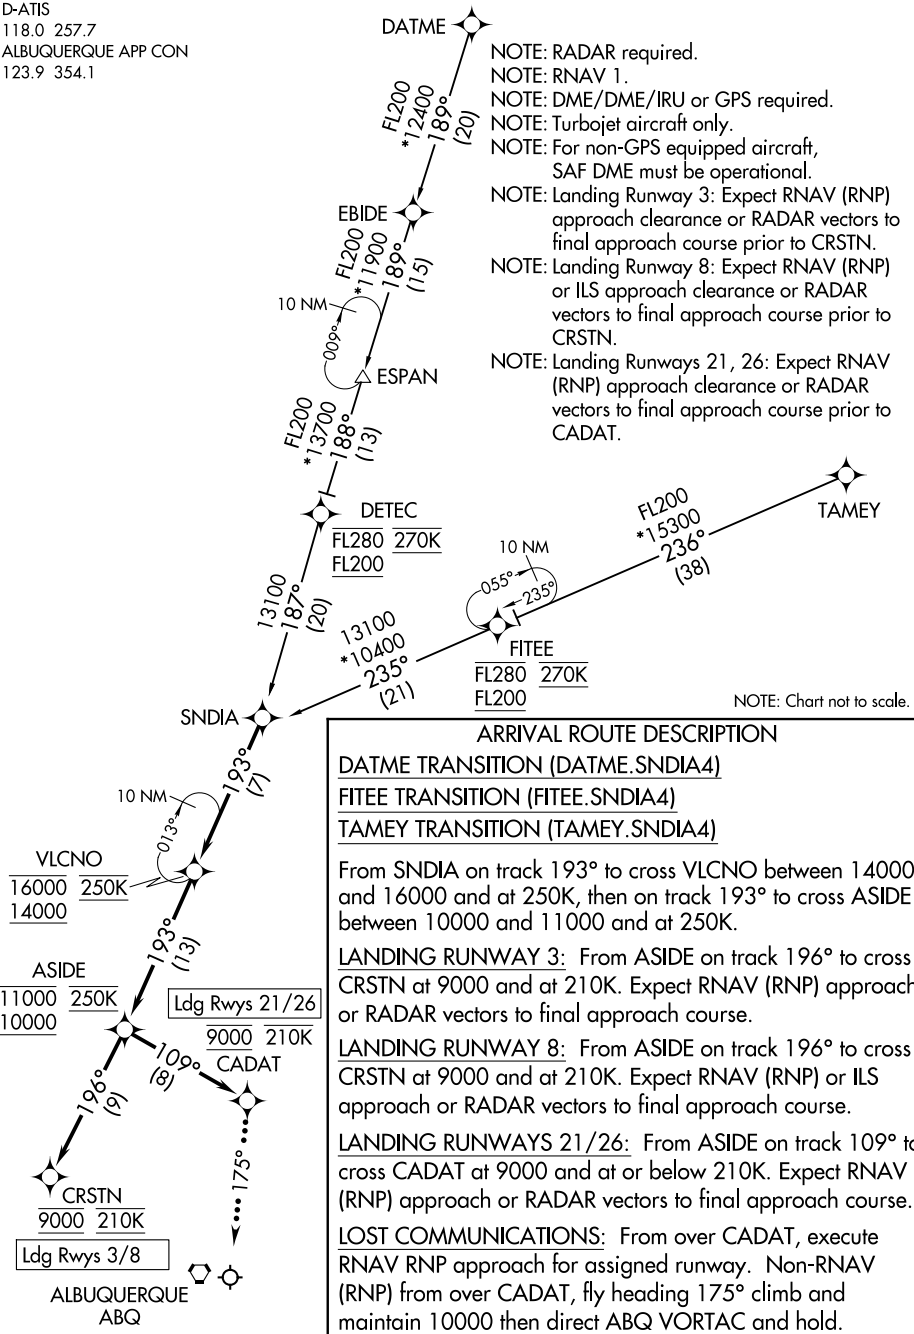 D-ATIS
118.0 257.7
ALBUQUERQUE APP CON
123.9 354.1
DATME
NOTE: RADAR required.
NOTE: RNAV 1.
NOTE: DME/DME/IRU or GPS required.
NOTE: Turbojet aircraft only.
NOTE: For non-GPS equipped aircraft,
SAF DME must be operational.
NOTE: Landing Runway 3: Expect RNAV (RNP)
approach clearance or RADAR vectors to
final approach course prior to CRSTN.
NOTE: Landing Runway 8: Expect RNAV (RNP)
or ILS approach clearance or RADAR
vectors to final approach course prior to
CRSTN.
NOTE: Landing Runways 21, 26: Expect RNAV
(RNP) approach clearance or RADAR
vectors to final approach course prior to
CADAT.
FL200
*12400
189°
(20)
EBIDE
FL200
*11900
189°
(15)
10 NM
009°
ESPAN
FL200
*13700
188°
(13)
DETEC
FL280 270K
FL200
TAMEY
FL200
*15300
236°
(38)
10 NM
055°
235°
FITEE
FL280 270K
FL200
13100
187°
(20)
13100
*10400
235°
(21)
SNDIA
NOTE: Chart not to scale.
193°
(7)
10 NM
013°
VLCNO
16000 250K
14000
193°
(13)
ASIDE
11000 250K
10000
Ldg Rwys 21/26
9000 210K
CADAT
109°
(8)
196°
(9)
175°
CRSTN
9000 210K
Ldg Rwys 3/8
ALBUQUERQUE
ABQ
ARRIVAL ROUTE DESCRIPTION
DATME TRANSITION (DATME.SNDIA4)
FITEE TRANSITION (FITEE.SNDIA4)
TAMEY TRANSITION (TAMEY.SNDIA4)
From SNDIA on track 193° to cross VLCNO between 14000
and 16000 and at 250K, then on track 193° to cross ASIDE
between 10000 and 11000 and at 250K.
LANDING RUNWAY 3: From ASIDE on track 196° to cross
CRSTN at 9000 and at 210K. Expect RNAV (RNP) approach
or RADAR vectors to final approach course.
LANDING RUNWAY 8: From ASIDE on track 196° to cross
CRSTN at 9000 and at 210K. Expect RNAV (RNP) or ILS
approach or RADAR vectors to final approach course.
LANDING RUNWAYS 21/26: From ASIDE on track 109° to
cross CADAT at 9000 and at or below 210K. Expect RNAV
(RNP) approach or RADAR vectors to final approach course.
LOST COMMUNICATIONS: From over CADAT, execute
RNAV RNP approach for assigned runway. Non-RNAV
(RNP) from over CADAT, fly heading 175° climb and
maintain 10000 then direct ABQ VORTAC and hold.